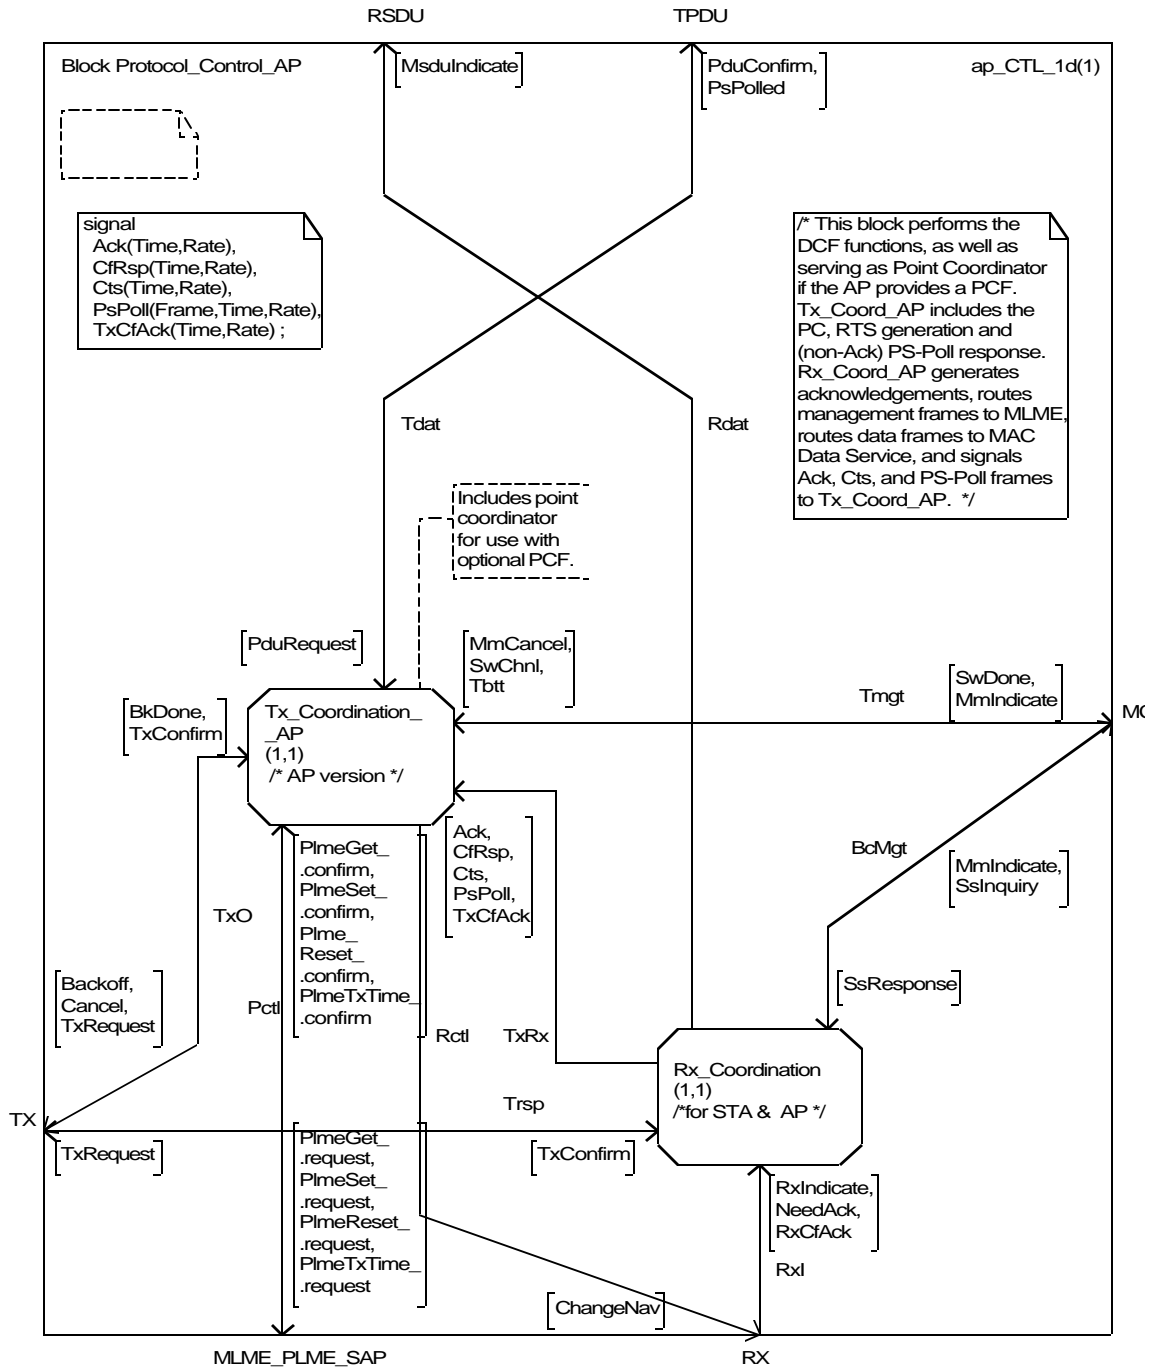 RSDU
TPDU
Block Protocol_Control_AP
MsduIndicate
PduConfirm,
PsPolled
ap_CTL_1d(1)
signal
Ack(Time,Rate),
CfRsp(Time,Rate),
Cts(Time,Rate),
PsPoll(Frame,Time,Rate),
TxCfAck(Time,Rate) ;
/* This block performs the
DCF functions, as well as
serving as Point Coordinator
if the AP provides a PCF.
Tx_Coord_AP includes the
PC, RTS generation and
(non-Ack) PS-Poll response.
Rx_Coord_AP generates
acknowledgements, routes
management frames to MLME,
routes data frames to MAC
Data Service, and signals
Ack, Cts, and PS-Poll frames
to Tx_Coord_AP. */
Tdat
Rdat
Includes point
coordinator
for use with
optional PCF.
PduRequest
MmCancel,
SwChnl,
Tbtt
Tmgt
SwDone,
MmIndicate
BkDone,
TxConfirm
Tx_Coordination_
_AP
(1,1)
/* AP version */
PlmeGet_
.confirm,
PlmeSet_
.confirm,
Plme_
Reset_
.confirm,
PlmeTxTime_
.confirm
Ack,
CfRsp,
Cts,
PsPoll,
TxCfAck
BcMgt
MmIndicate,
SsInquiry
TxO
Backoff,
Cancel,
TxRequest
Pctl
Rctl
TxRx
SsResponse
Rx_Coordination
(1,1)
/*for STA & AP */
Trsp
TX
TxRequest
PlmeGet_
.request,
PlmeSet_
.request,
PlmeReset_
.request,
PlmeTxTime_
.request
TxConfirm
RxIndicate,
NeedAck,
RxCfAck
RxI
ChangeNav
MLME_PLME_SAP
RX